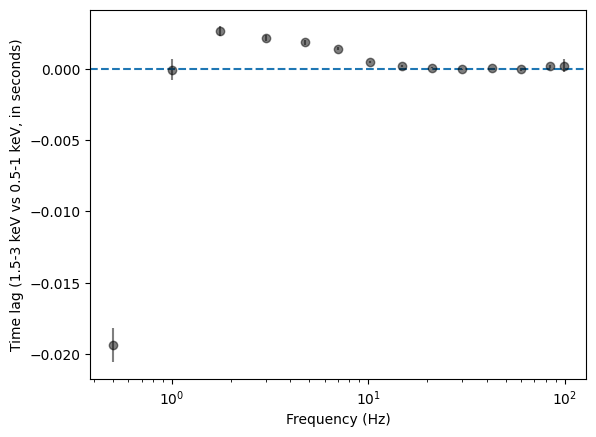 Time lag (1.5-3 keV vs 0.5-1 keV, in seconds)
0.000
−0.005
−0.010
−0.015
−0.020
10⁰ 10¹ 10²
Frequency (Hz)